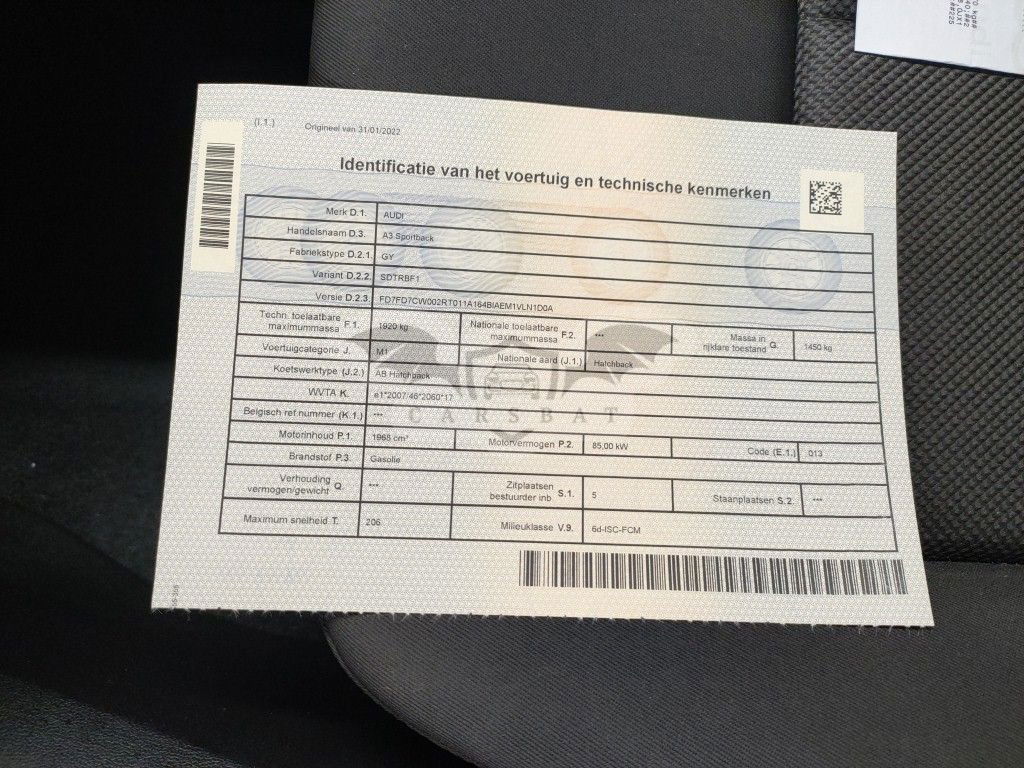 (I.1.) Origineel van 31/01/2022
Identificatie van het voertuig en technische kenmerken
Merk D.1. AUDI
Handelsnaam D.3. A3 Sportback
Fabriekstype D.2.1. GY
Variant D.2.2. SDTRBF1
Versie D.2.3. FD7FD7CW002RT011A164BIAEM1VLN1D0A
Techn. toelaatbare maximummassa F.1. 1920 kg Nationale toelaatbare maximummassa F.2. --- Massa in rijklare toestand G. 1450 kg
Voertuigcategorie J. M1 Nationale aard (J.1.) Hatchback
Koetswerktype (J.2.) AB Hatchback
WVTA K. e1*2007/46*2060*17
Belgisch ref.nummer (K.1.) ---
CARSBAT
Motorinhoud P.1. 1968 cm³ Motorvermogen P.2. 85,00 kW Code (E.1.) 013
Brandstof P.3. Gasolie
Verhouding vermogen/gewicht Q. --- Zitplaatsen bestuurder inb S.1. 5 Staanplaatsen S.2. ---
Maximum snelheid T. 206 Milieuklasse V.9. 6d-ISC-FCM